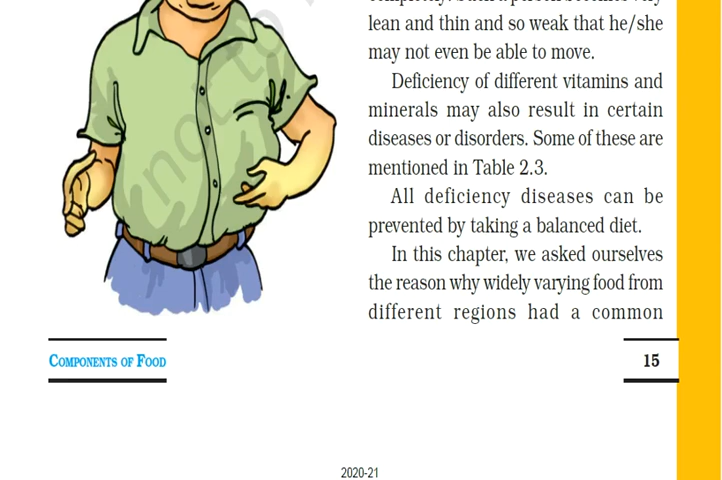 lean and thin and so weak that he/she
may not even be able to move.
Deficiency of different vitamins and
minerals may also result in certain
diseases or disorders. Some of these are
mentioned in Table 2.3.
All deficiency diseases can be
prevented by taking a balanced diet.
In this chapter, we asked ourselves
the reason why widely varying food from
different regions had a common
COMPONENTS OF FOOD
15
2020-21